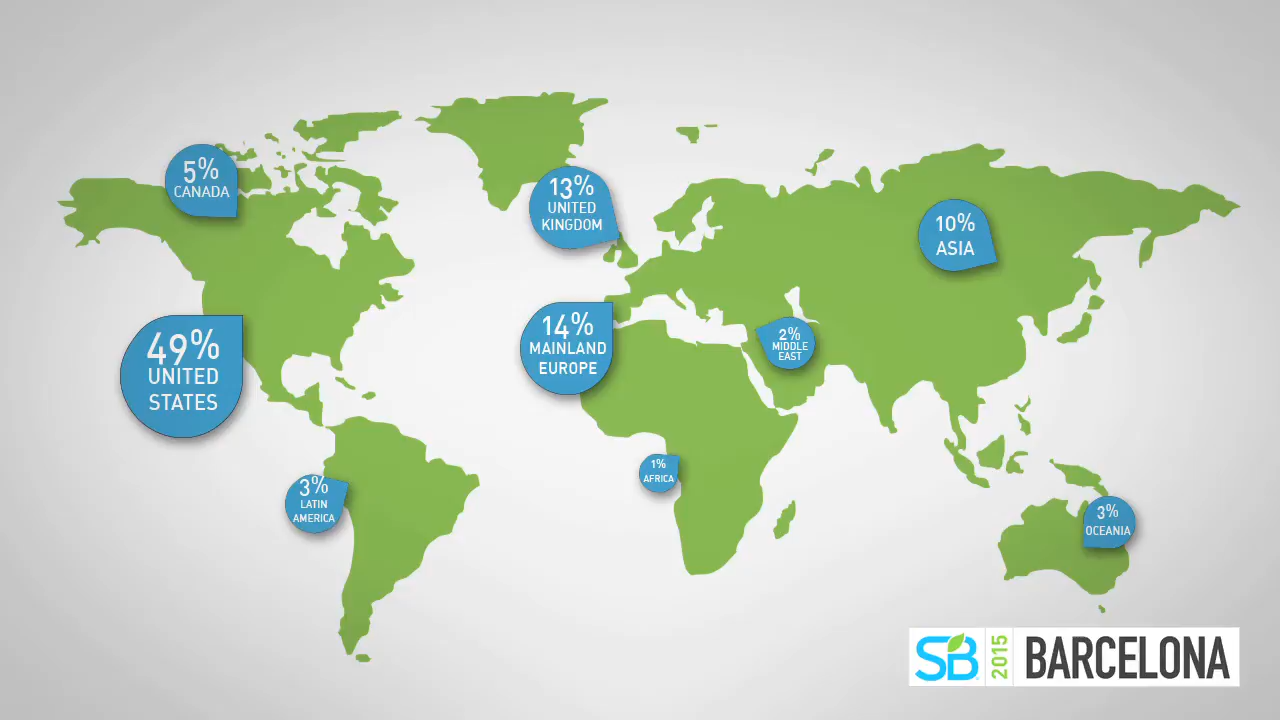 5%
CANADA
13%
UNITED
KINGDOM
10%
ASIA
49%
UNITED
STATES
14%
MAINLAND
EUROPE
2%
MIDDLE
EAST
3%
LATIN
AMERICA
1%
AFRICA
3%
OCEANIA
SB 2015 BARCELONA